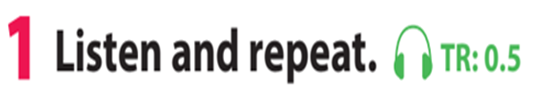 1 Listen and repeat. TR: 0.5